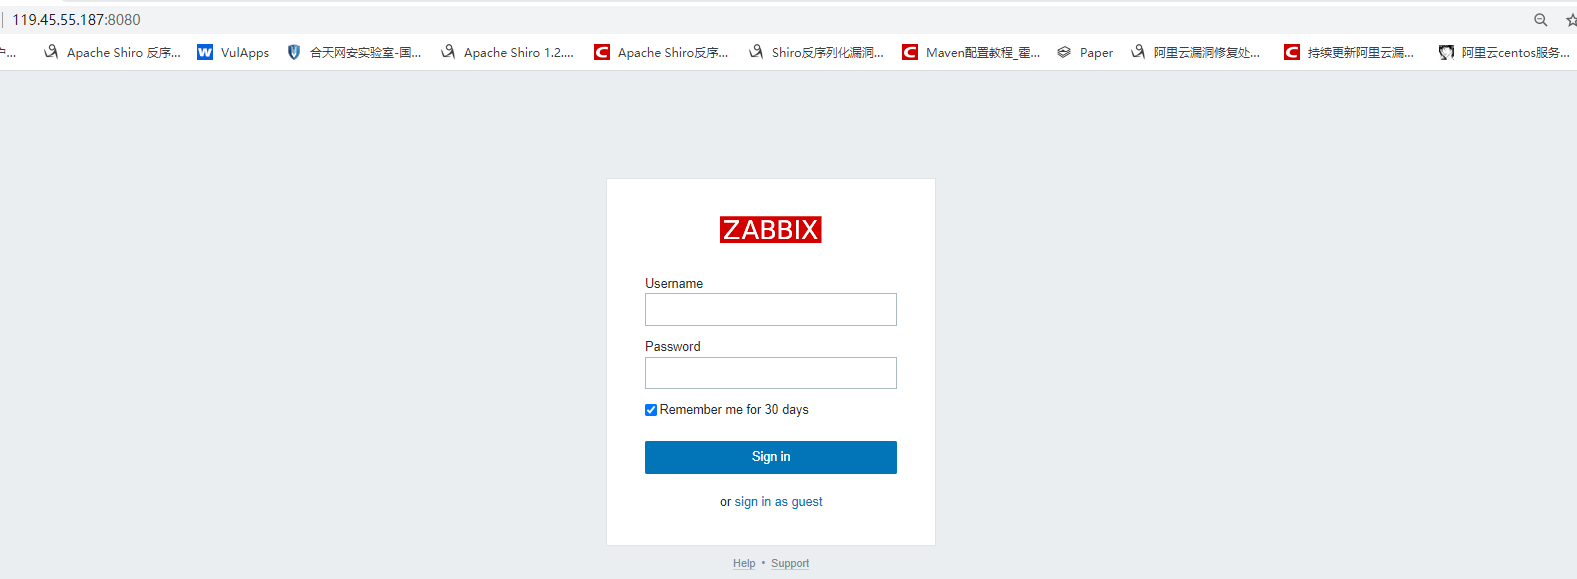 119.45.55.187:8080
Apache Shiro 反序... VulApps 合天网安实验室-国... Apache Shiro 1.2.... Apache Shiro反序... Shiro反序列化漏洞... Maven配置教程_霍... Paper 阿里云漏洞修复处... 持续更新阿里云漏... 阿里云centos服务...
ZABBIX
Username
Password
Remember me for 30 days
Sign in
or sign in as guest
Help • Support